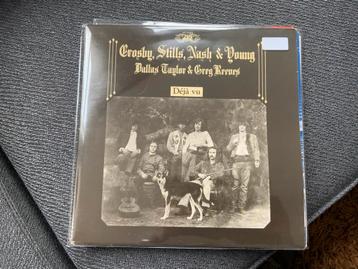 Crosby, Stills, Nash & Young
Dallas Taylor & Greg Reeves
Déjà vu